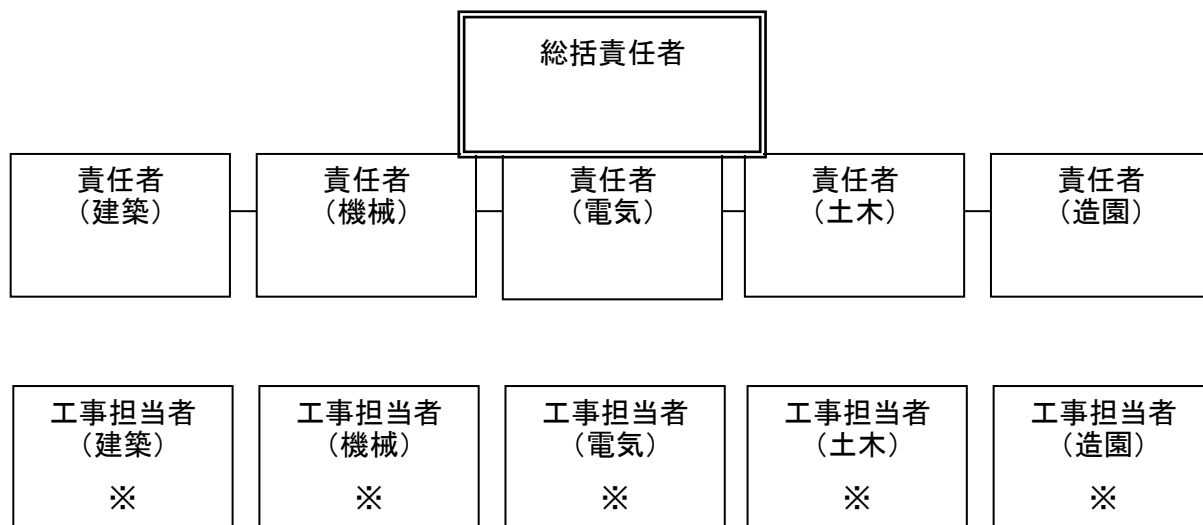 総括責任者
責任者
（建築）
責任者
（機械）
責任者
（電気）
責任者
（土木）
責任者
（造園）
工事担当者
（建築）
※
工事担当者
（機械）
※
工事担当者
（電気）
※
工事担当者
（土木）
※
工事担当者
（造園）
※